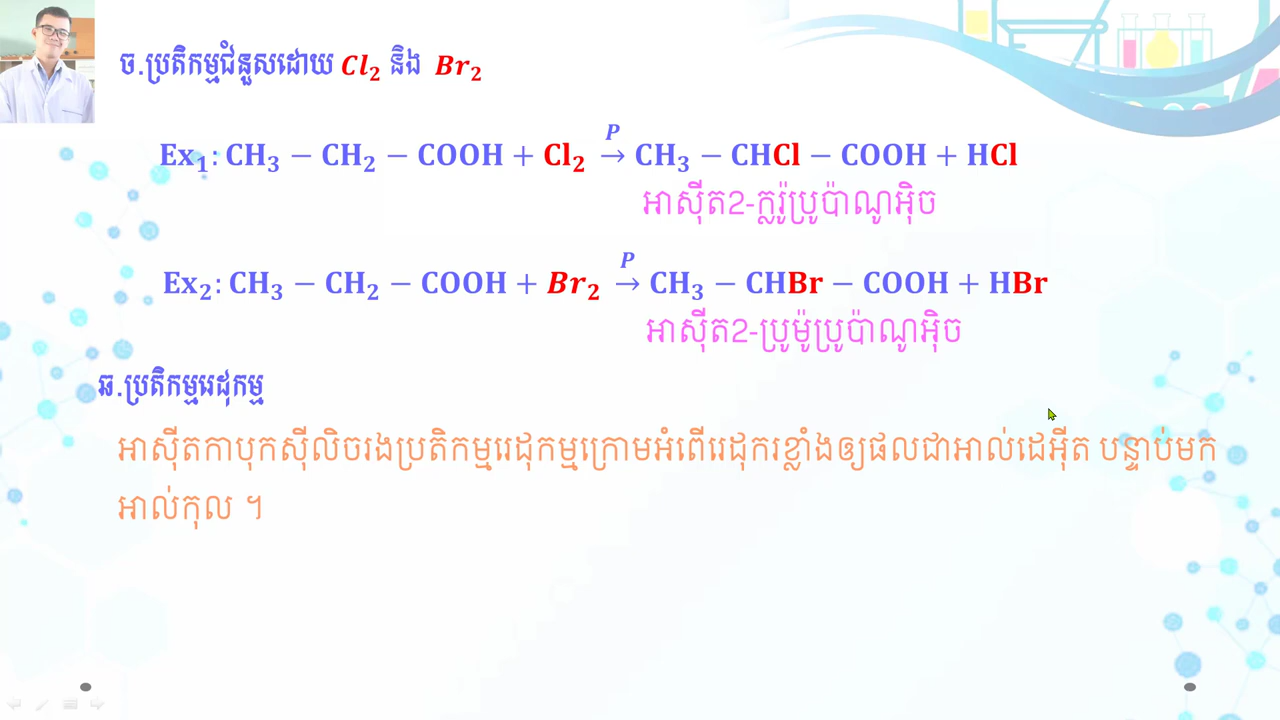 ច.ប្រតិកម្មជំនួសដោយ Cl₂ និង Br₂
Ex₁: CH₃ − CH₂ − COOH + Cl₂ →ᴾ CH₃ − CHCl − COOH + HCl
អាស៊ីត2-ក្លរ៉ូប្រូប៉ាណូអ៊ិច
Ex₂: CH₃ − CH₂ − COOH + Br₂ →ᴾ CH₃ − CHBr − COOH + HBr
អាស៊ីត2-ប្រូម៉ូប្រូប៉ាណូអ៊ិច
ឆ.ប្រតិកម្មរេដុកម្ម
អាស៊ីតកាបុកស៊ីលិចរងប្រតិកម្មរេដុកម្មក្រោមអំពើរេដុករខ្លាំងឲ្យផលជាអាល់ដេអ៊ីត បន្ទាប់មក
អាល់កុល ។